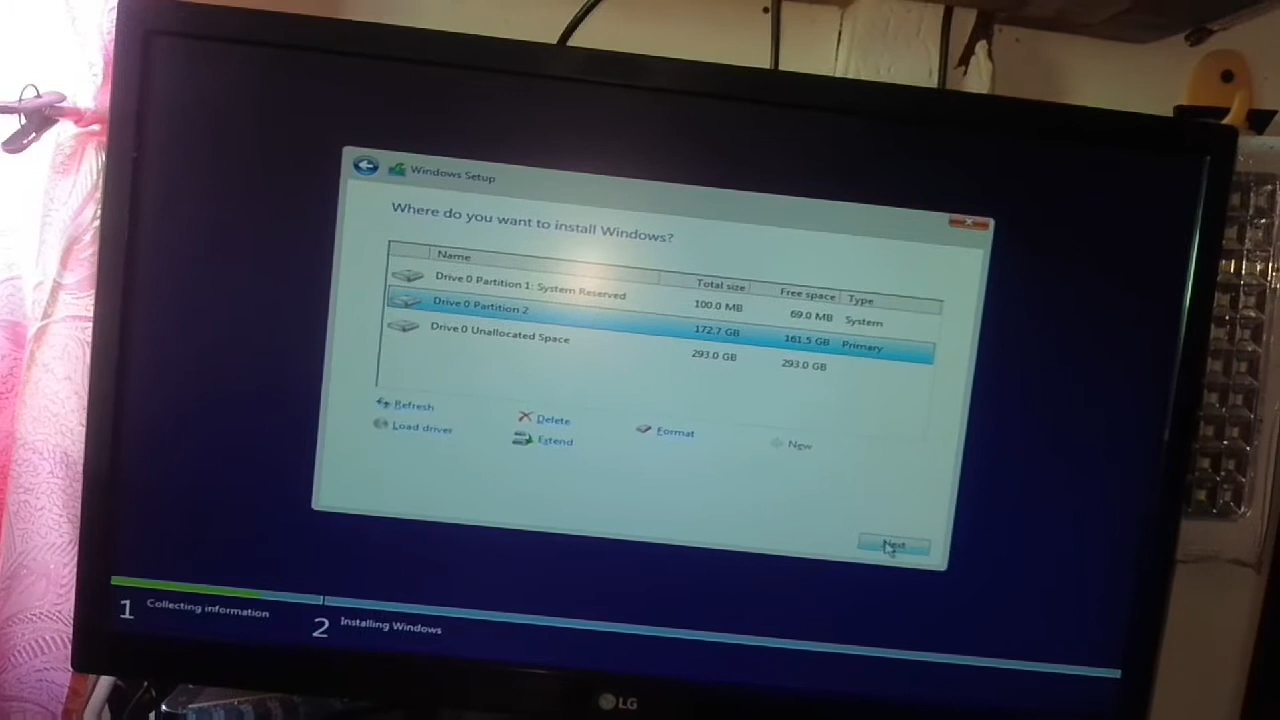 Windows Setup
Where do you want to install Windows?
Name Total size Free space Type
Drive 0 Partition 1: System Reserved 100.0 MB 69.0 MB System
Drive 0 Partition 2 172.7 GB 161.5 GB Primary
Drive 0 Unallocated Space 293.0 GB 293.0 GB
Refresh Delete Format New
Load driver Extend
Next
1 Collecting information 2 Installing Windows
LG